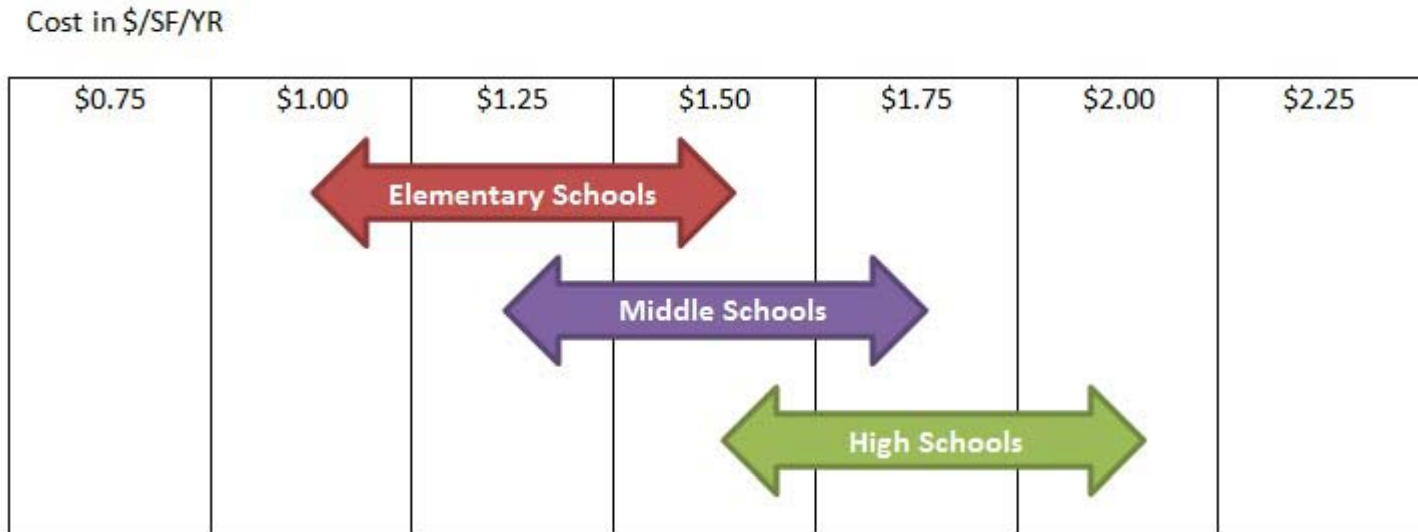 Cost in $/SF/YR
$0.75 $1.00 $1.25 $1.50 $1.75 $2.00 $2.25
Elementary Schools
Middle Schools
High Schools